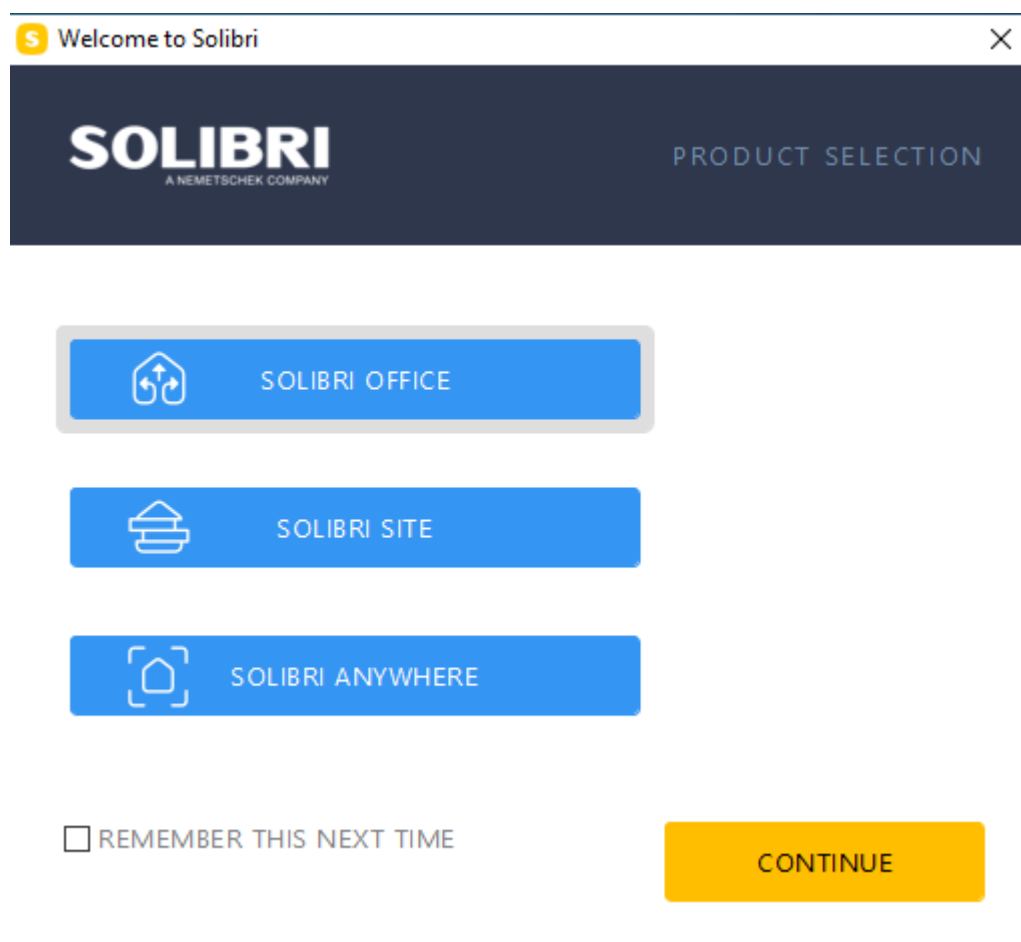 S Welcome to Solibri
SOLIBRI
A NEMETSCHEK COMPANY
PRODUCT SELECTION
SOLIBRI OFFICE
SOLIBRI SITE
SOLIBRI ANYWHERE
REMEMBER THIS NEXT TIME
CONTINUE